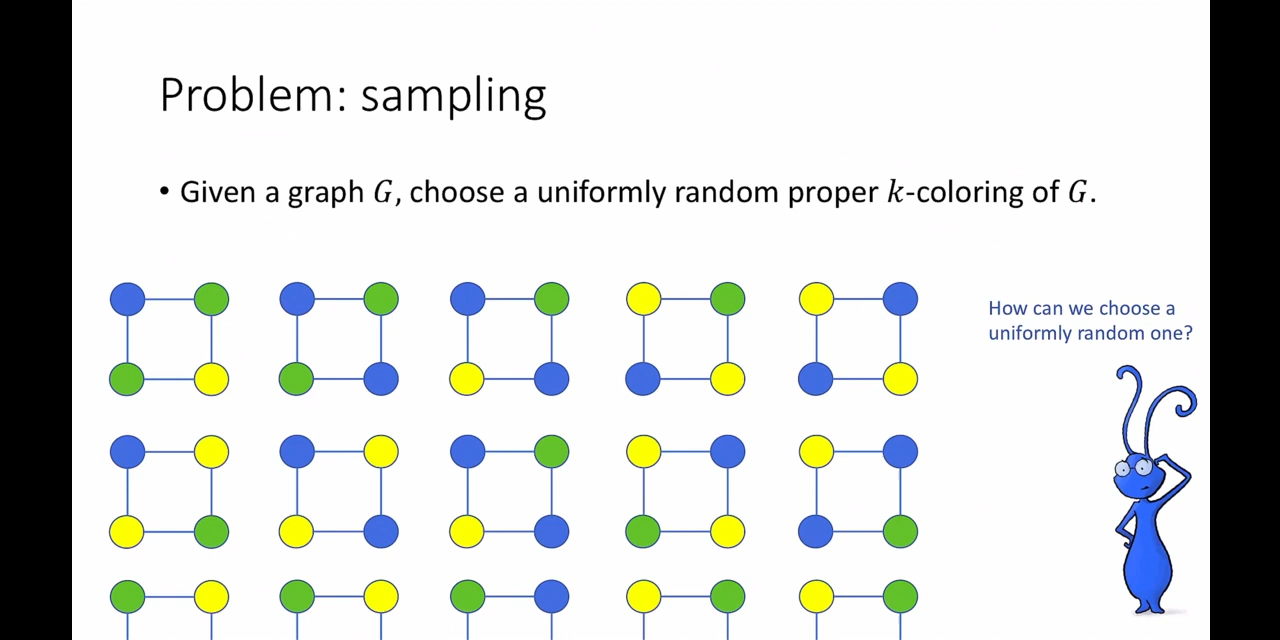 Problem: sampling
• Given a graph G, choose a uniformly random proper k-coloring of G.
How can we choose a
uniformly random one?